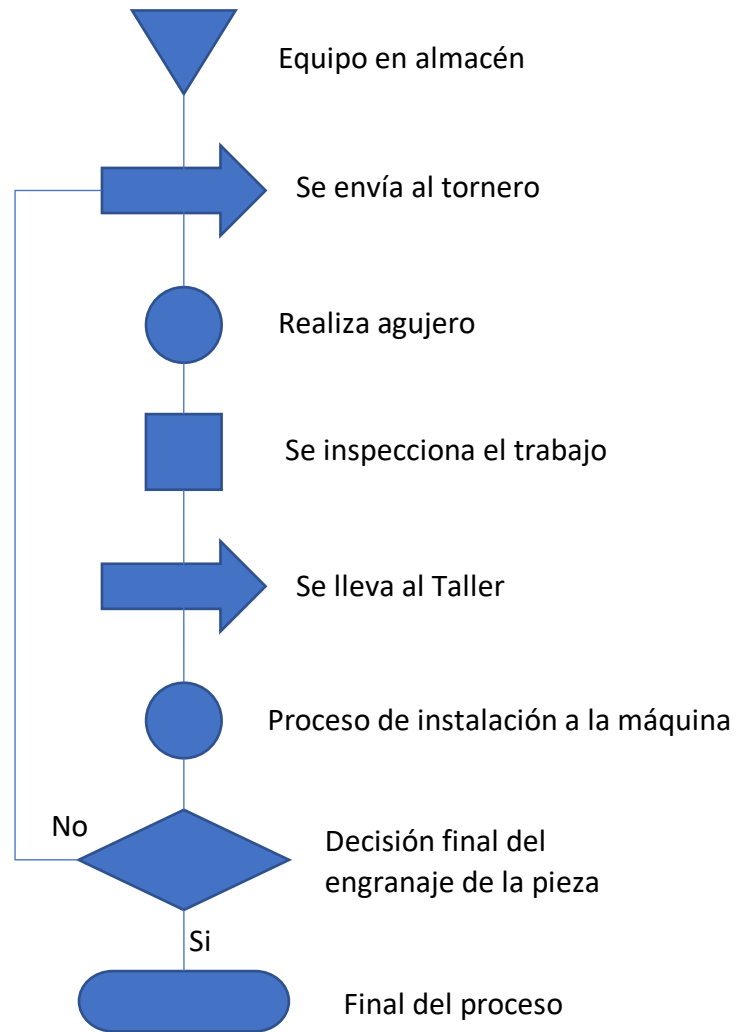 Equipo en almacén
Se envía al tornero
Realiza agujero
Se inspecciona el trabajo
Se lleva al Taller
Proceso de instalación a la máquina
No
Decisión final del
engranaje de la pieza
Si
Final del proceso